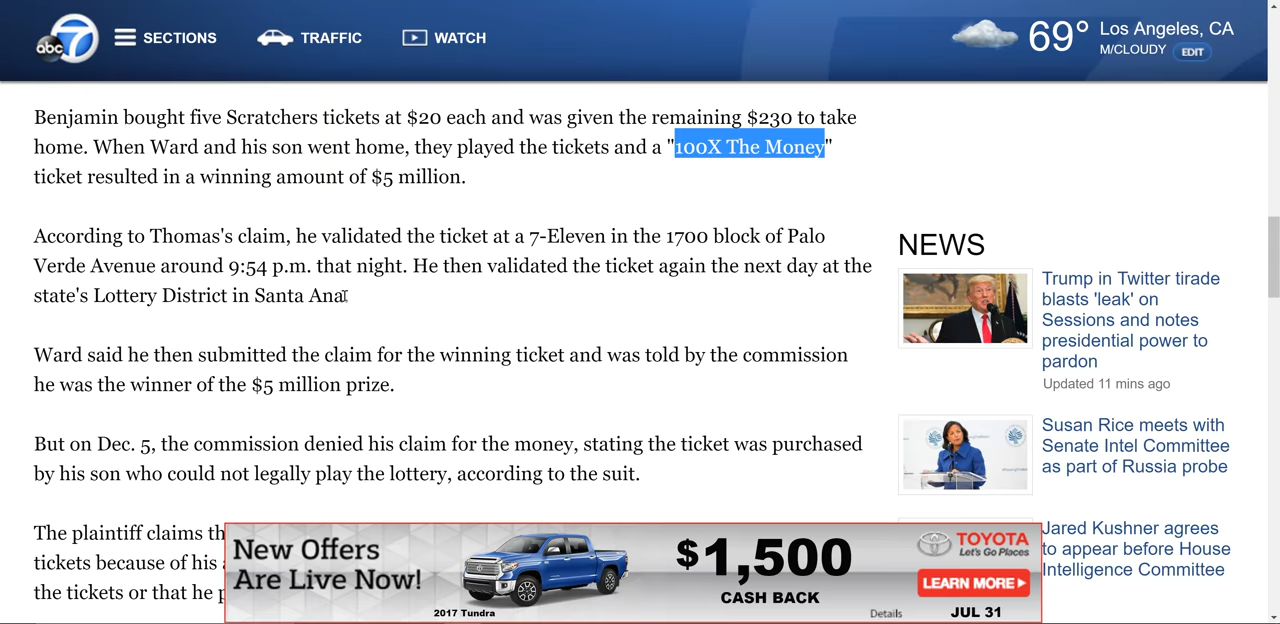 abc 7
SECTIONS
TRAFFIC
WATCH
69°
Los Angeles, CA
M/CLOUDY
EDIT
Benjamin bought five Scratchers tickets at $20 each and was given the remaining $230 to take
home. When Ward and his son went home, they played the tickets and a "100X The Money"
ticket resulted in a winning amount of $5 million.
According to Thomas's claim, he validated the ticket at a 7-Eleven in the 1700 block of Palo
Verde Avenue around 9:54 p.m. that night. He then validated the ticket again the next day at the
state's Lottery District in Santa Ana
Ward said he then submitted the claim for the winning ticket and was told by the commission
he was the winner of the $5 million prize.
But on Dec. 5, the commission denied his claim for the money, stating the ticket was purchased
by his son who could not legally play the lottery, according to the suit.
The plaintiff claims
tickets because of his
the tickets or that he
NEWS
Trump in Twitter tirade
blasts 'leak' on
Sessions and notes
presidential power to
pardon
Updated 11 mins ago
Susan Rice meets with
Senate Intel Committee
as part of Russia probe
Jared Kushner agrees
to appear before House
Intelligence Committee
New Offers
Are Live Now!
2017 Tundra
$1,500
CASH BACK
TOYOTA
Let's Go Places
LEARN MORE
Details
JUL 31